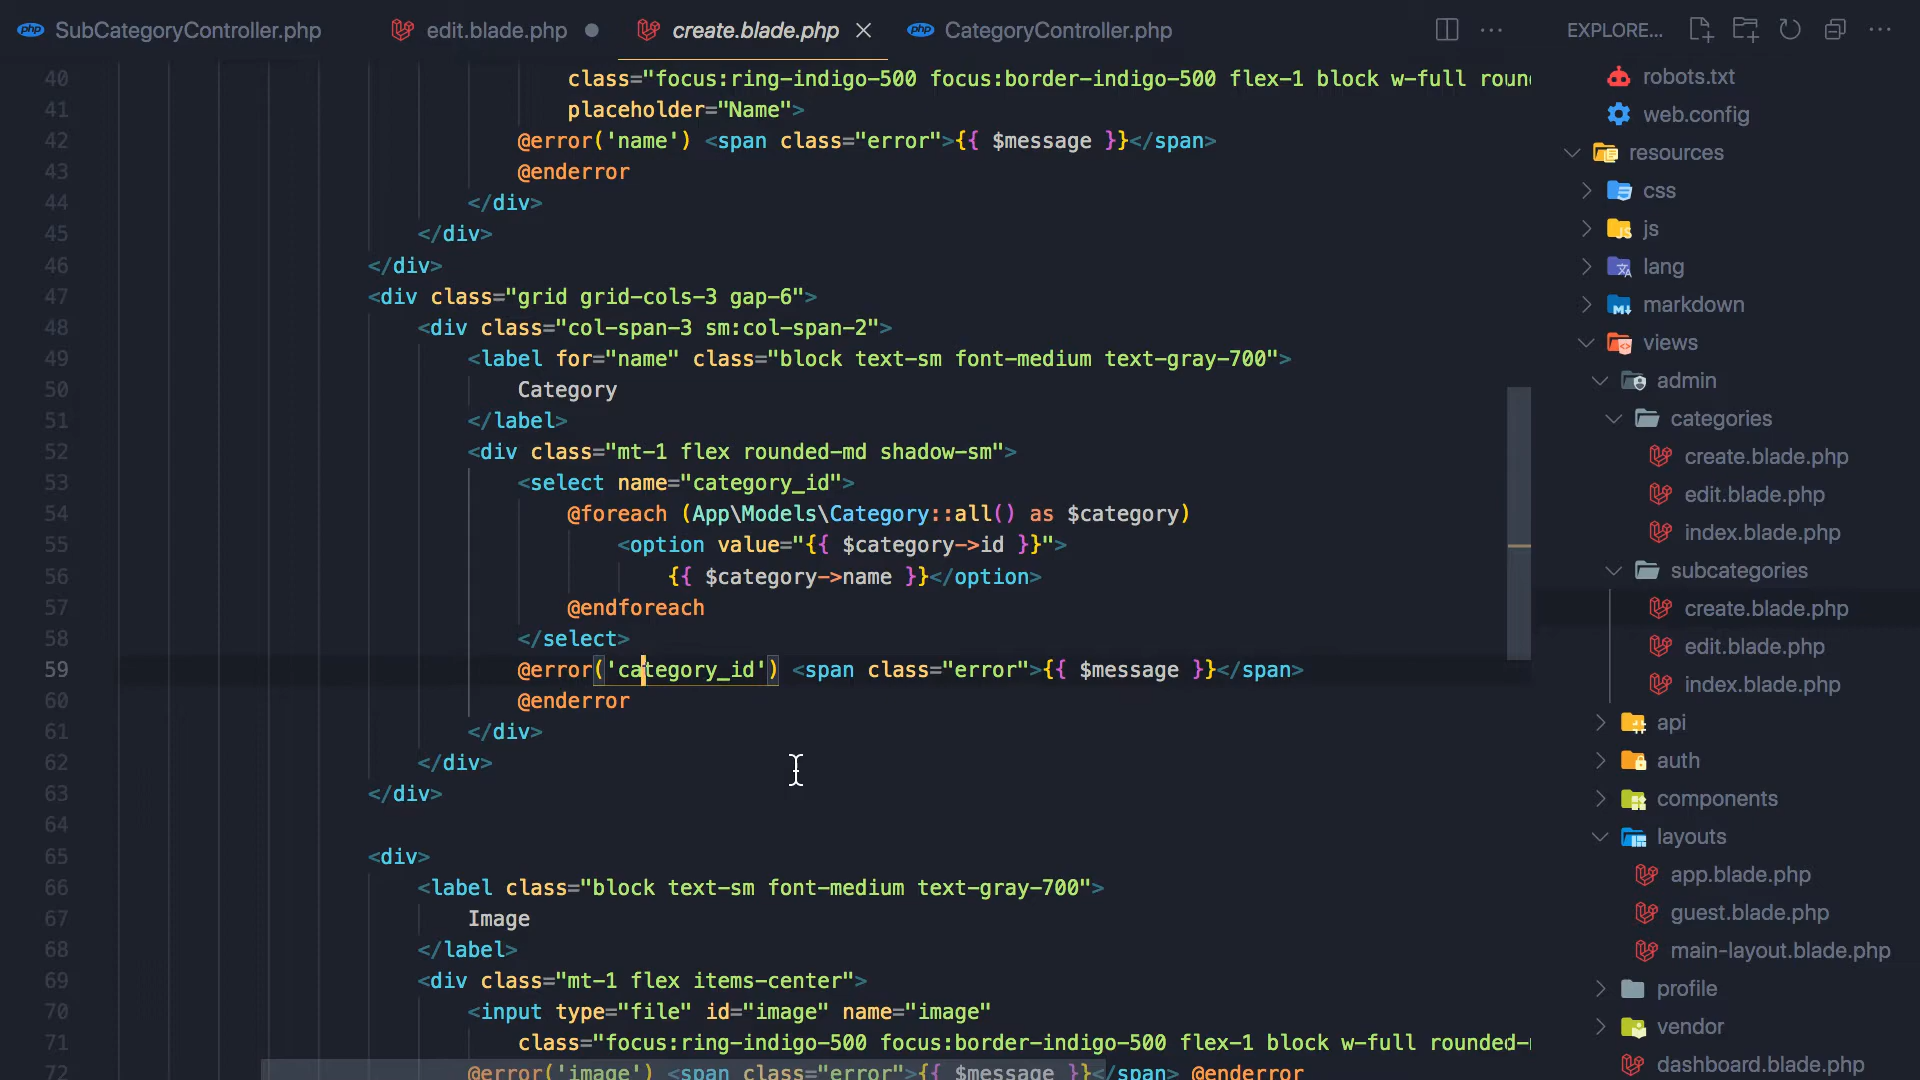 SubCategoryController.php edit.blade.php create.blade.php CategoryController.php EXPLORE...
40 class="focus:ring-indigo-500 focus:border-indigo-500 flex-1 block w-full roun
41 placeholder="Name">
42 @error('name') <span class="error">{{ $message }}</span>
43 @enderror
44 </div>
45 </div>
46 </div>
47 <div class="grid grid-cols-3 gap-6">
48 <div class="col-span-3 sm:col-span-2">
49 <label for="name" class="block text-sm font-medium text-gray-700">
50 Category
51 </label>
52 <div class="mt-1 flex rounded-md shadow-sm">
53 <select name="category_id">
54 @foreach (App\Models\Category::all() as $category)
55 <option value="{{ $category->id }}">
56 {{ $category->name }}</option>
57 @endforeach
58 </select>
59 @error('category_id') <span class="error">{{ $message }}</span>
60 @enderror
61 </div>
62 </div>
63 </div>
64
65 <div>
66 <label class="block text-sm font-medium text-gray-700">
67 Image
68 </label>
69 <div class="mt-1 flex items-center">
70 <input type="file" id="image" name="image"
71 class="focus:ring-indigo-500 focus:border-indigo-500 flex-1 block w-full rounded-
72 @error('image') <span class="error">{{ $message }}</span> @enderror
robots.txt
web.config
resources
css
js
lang
markdown
views
admin
categories
create.blade.php
edit.blade.php
index.blade.php
subcategories
create.blade.php
edit.blade.php
index.blade.php
api
auth
components
layouts
app.blade.php
guest.blade.php
main-layout.blade.php
profile
vendor
dashboard.blade.php